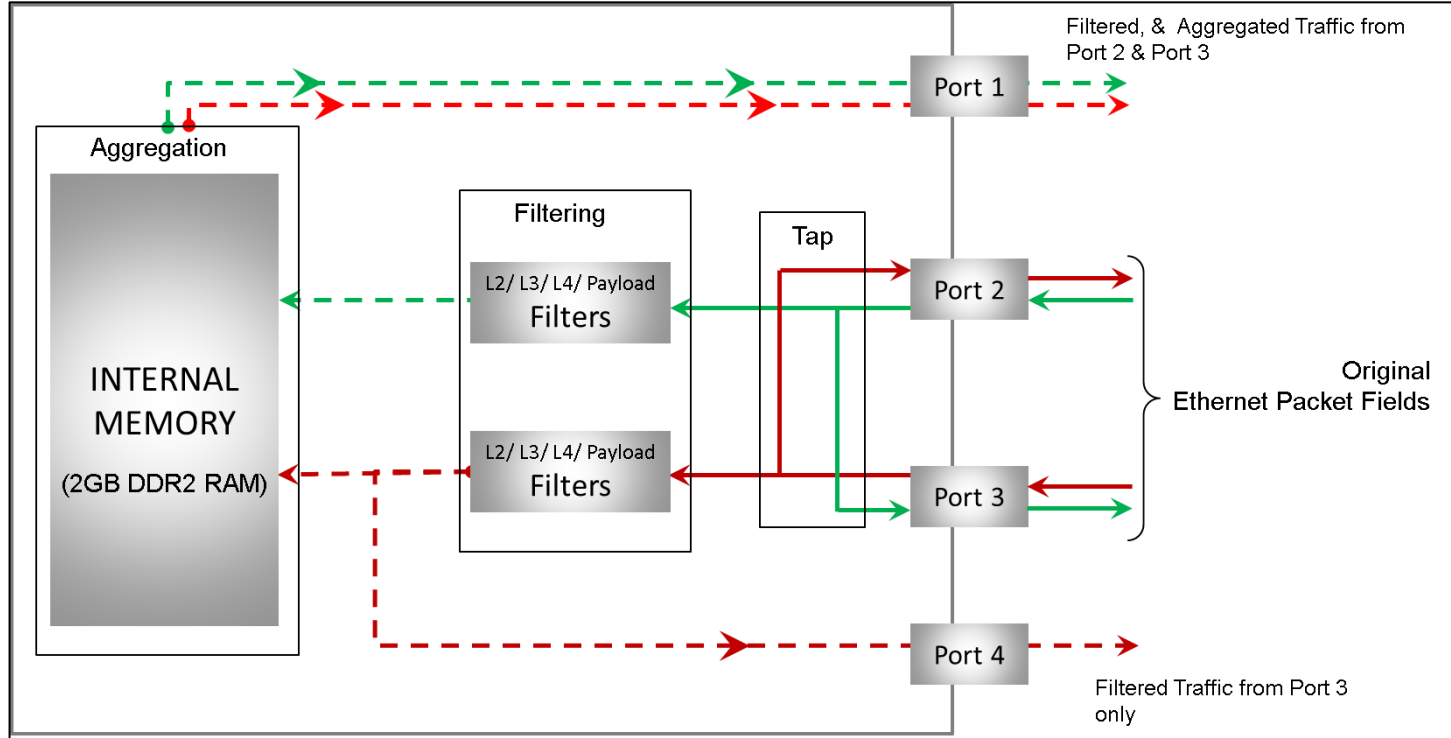 Filtered, & Aggregated Traffic from
Port 2 & Port 3
Port 1
Aggregation
Filtering
Tap
L2/ L3/ L4/ Payload
Filters
Port 2
INTERNAL
MEMORY
(2GB DDR2 RAM)
Original
Ethernet Packet Fields
L2/ L3/ L4/ Payload
Filters
Port 3
Port 4
Filtered Traffic from Port 3
only